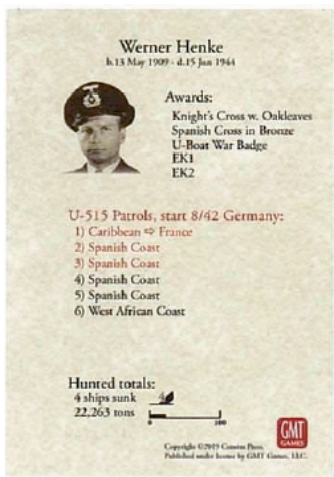 Werner Henke
b.13 May 1909 - d.15 Jun 1944
Awards:
Knight's Cross w. Oakleaves
Spanish Cross in Bronze
U-Boat War Badge
EK1
EK2
U-515 Patrols, start 8/42 Germany:
1) Caribbean ⇨ France
2) Spanish Coast
3) Spanish Coast
4) Spanish Coast
5) Spanish Coast
6) West African Coast
Hunted totals:
4 ships sunk 4
22,263 tons
0 100
Copyright ©2019 Consim Press.
Published under license by GMT Games, LLC.
GMT
GAMES